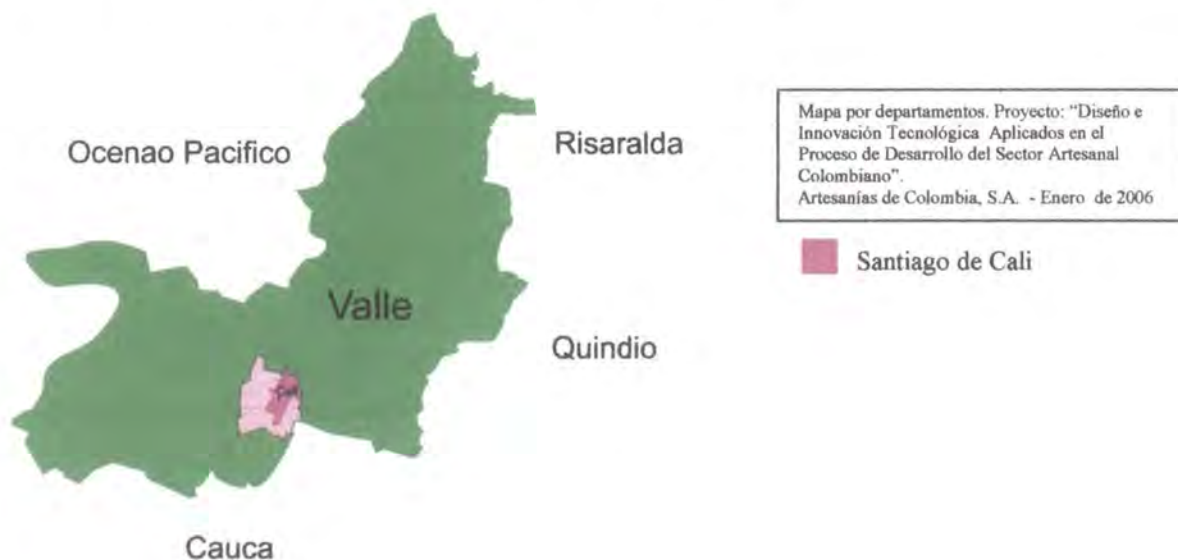 Ocenao Pacifico
Risaralda
Mapa por departamentos. Proyecto: "Diseño e
Innovación Tecnológica Aplicados en el
Proceso de Desarrollo del Sector Artesanal
Colombiano".
Artesanías de Colombia, S.A. - Enero de 2006
Santiago de Cali
Valle
Quindio
Cauca